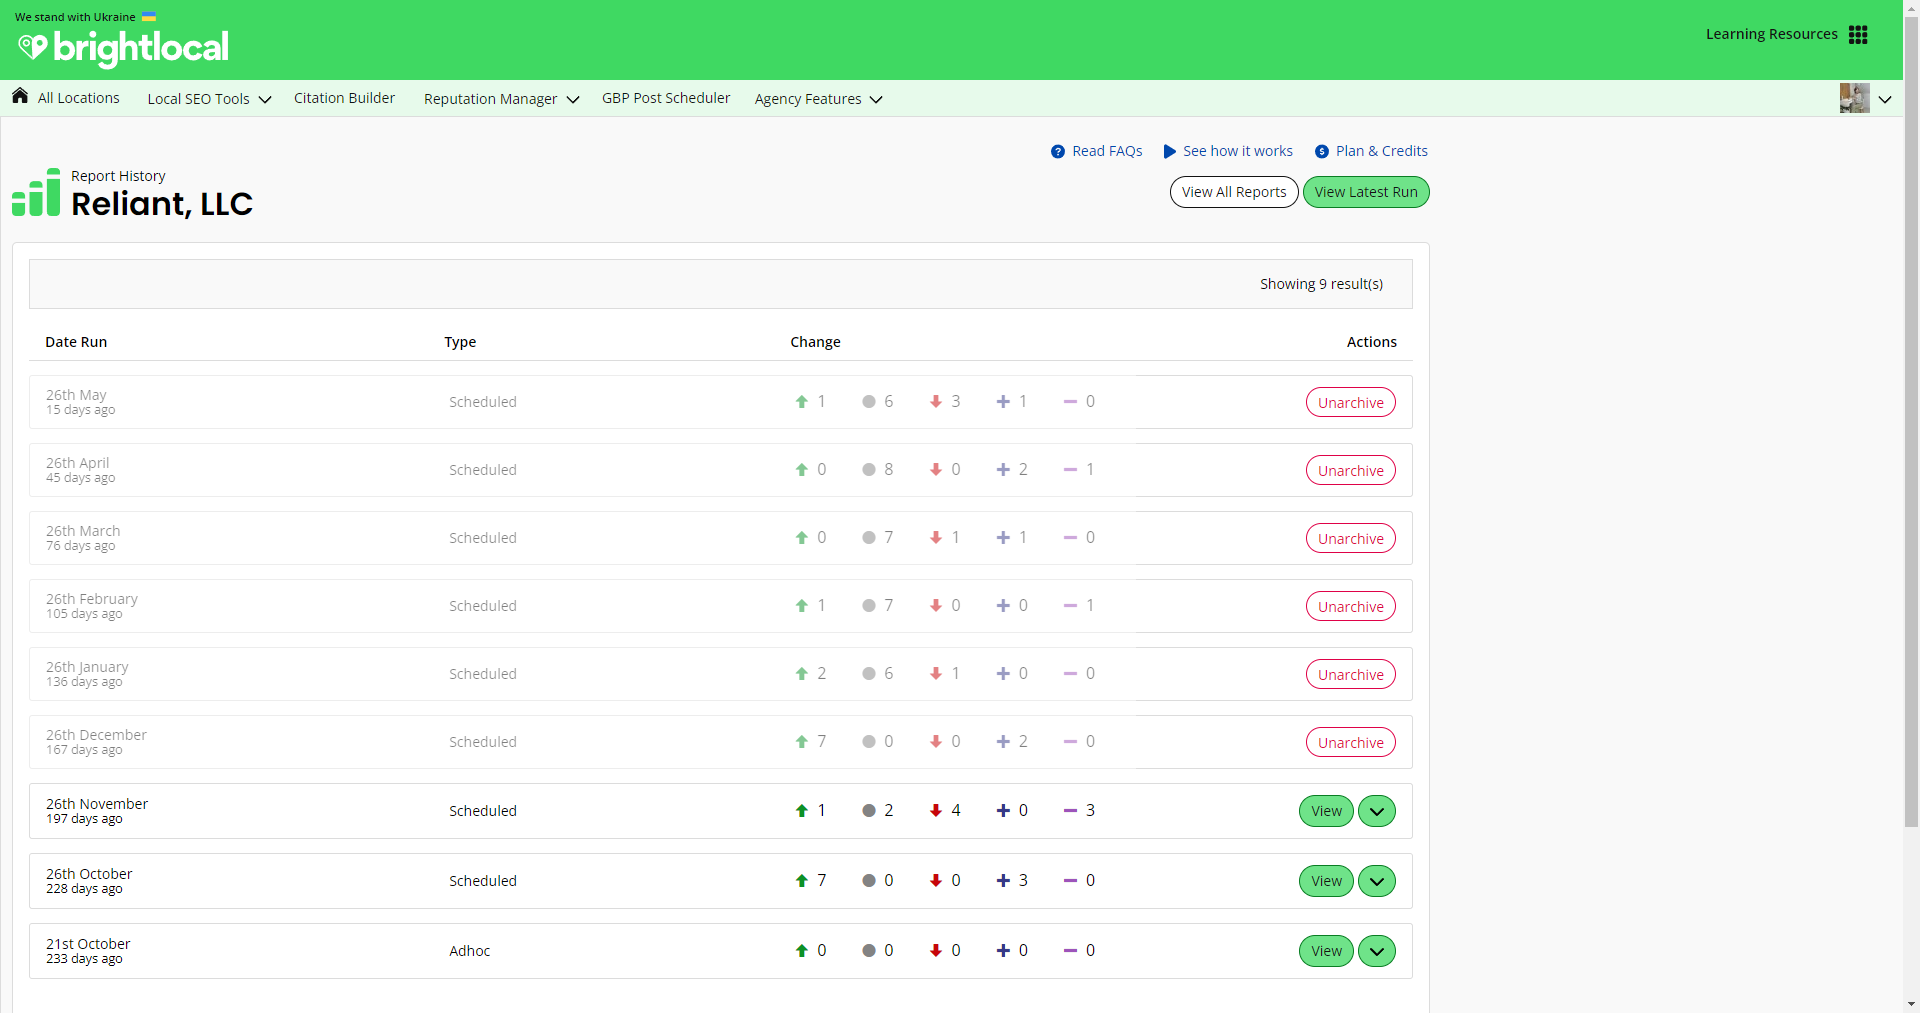 We stand with Ukraine
brightlocal
Learning Resources
All Locations Local SEO Tools Citation Builder Reputation Manager GBP Post Scheduler Agency Features
Read FAQs See how it works Plan & Credits
Report History
Reliant, LLC
View All Reports View Latest Run
Showing 9 result(s)
Date Run Type Change Actions
26th May
15 days ago
Scheduled 1 6 3 1 0 Unarchive
26th April
45 days ago
Scheduled 0 8 0 2 1 Unarchive
26th March
76 days ago
Scheduled 0 7 1 1 0 Unarchive
26th February
105 days ago
Scheduled 1 7 0 0 1 Unarchive
26th January
136 days ago
Scheduled 2 6 1 0 0 Unarchive
26th December
167 days ago
Scheduled 7 0 0 2 0 Unarchive
26th November
197 days ago
Scheduled 1 2 4 0 3 View
26th October
228 days ago
Scheduled 7 0 0 3 0 View
21st October
233 days ago
Adhoc 0 0 0 0 0 View